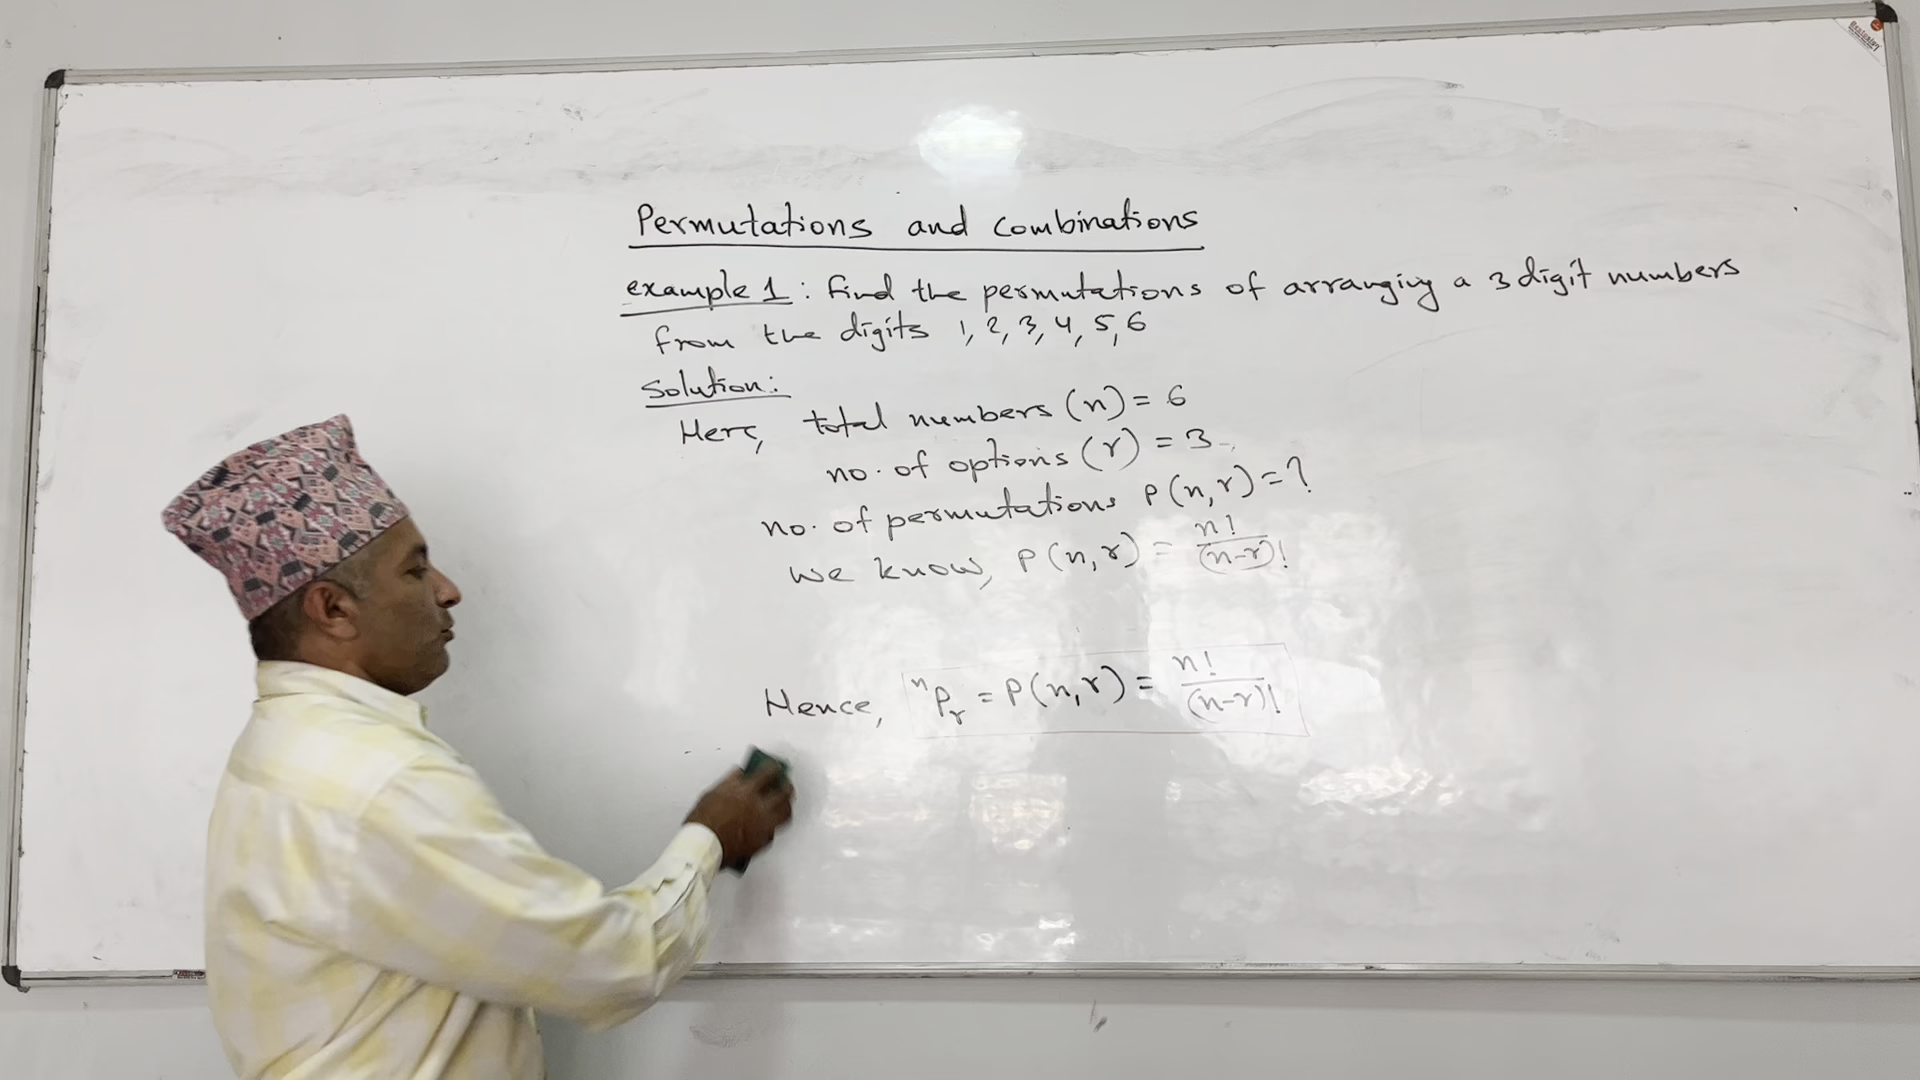 Permutations and Combinations
example 1: Find the permutations of arranging a 3 digit numbers
from the digits 1, 2, 3, 4, 5, 6
Solution:
Here, total numbers (n) = 6
no. of options (r) = 3
no. of permutations P(n,r) = ?
we know, P(n,r) = n!/(n-r)!
Hence, ⁿPᵣ = P(n,r) = n!/(n-r)!